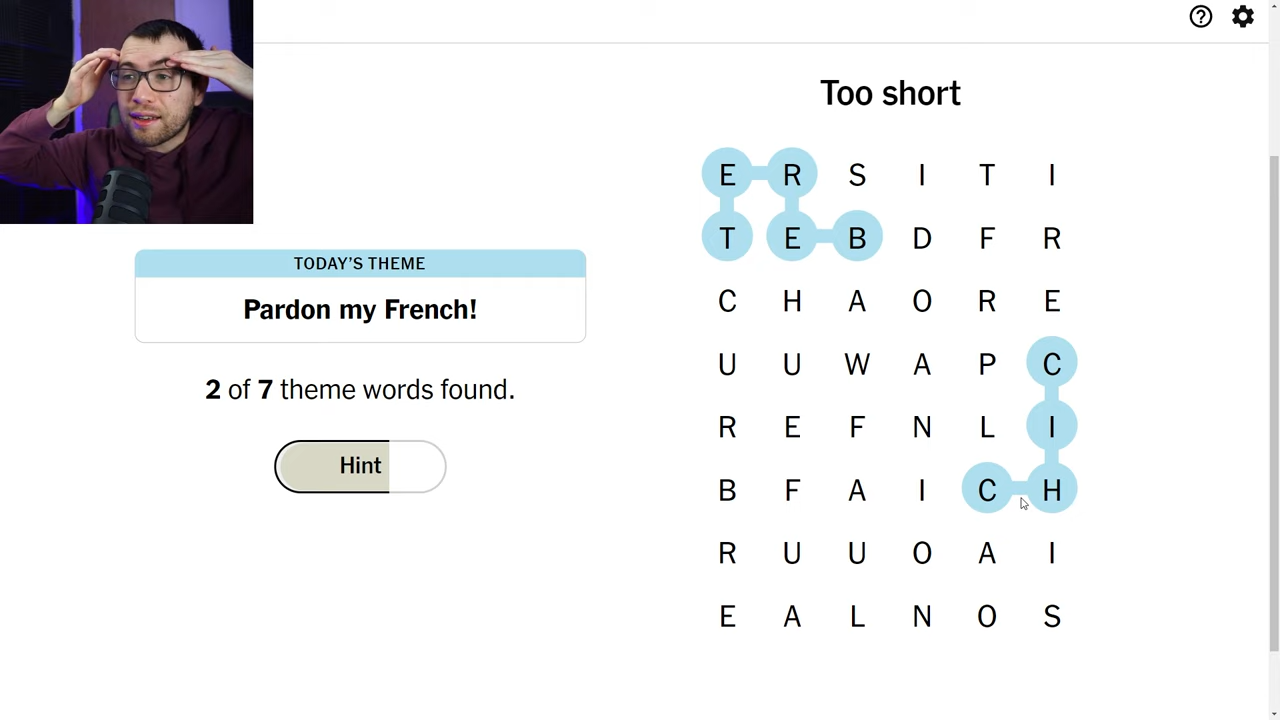 Too short
E R S I T I
T E B D F R
TODAY'S THEME
Pardon my French!
C H A O R E
2 of 7 theme words found.
U U W A P C
R E F N L I
Hint
B F A I C H
R U U O A I
E A L N O S